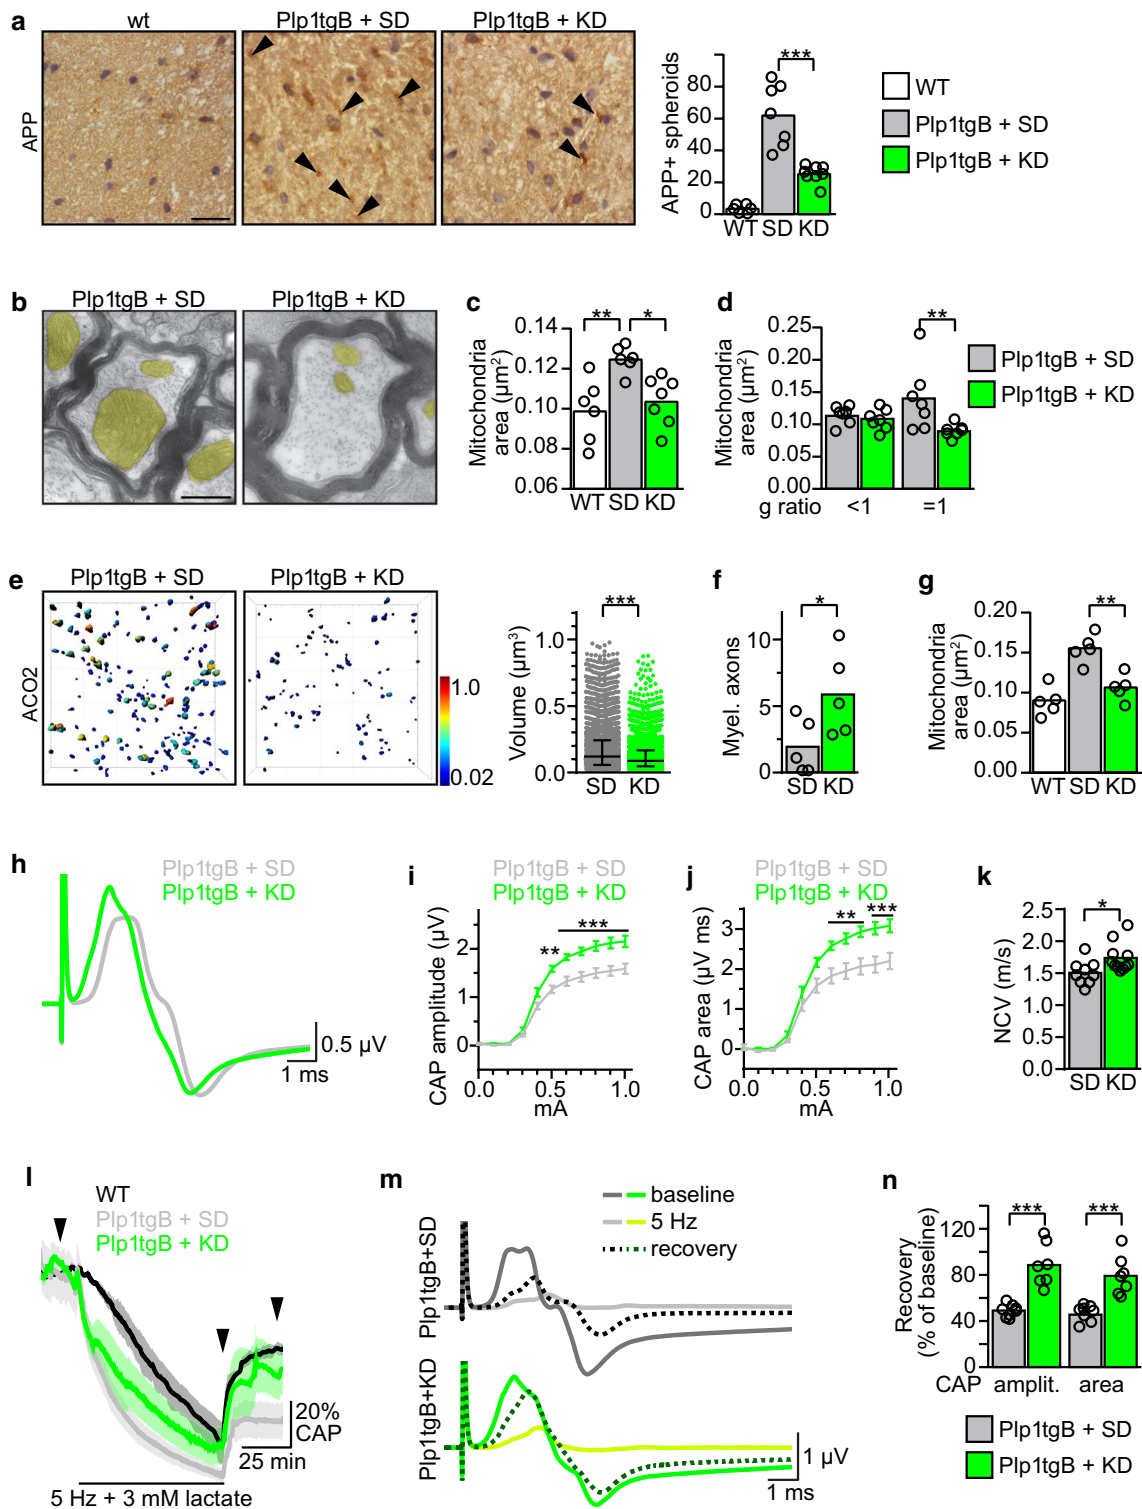 a
wt
Plp1tgB + SD
Plp1tgB + KD
APP
APP+ spheroids
80
60
40
20
0
***
WT SD KD
WT
Plp1tgB + SD
Plp1tgB + KD
b
Plp1tgB + SD
Plp1tgB + KD
c
Mitochondria
area (µm²)
0.14
0.12
0.10
0.08
0.06
** *
WT SD KD
d
Mitochondria
area (µm²)
0.25
0.20
0.15
0.10
0.05
0.00
**
g ratio <1 =1
Plp1tgB + SD
Plp1tgB + KD
e
Plp1tgB + SD
Plp1tgB + KD
ACO2
1.0
0.02
Volume (µm³)
1.0
0.5
0.0
***
SD KD
f
Myel. axons
10
5
0
*
SD KD
g
Mitochondria
area (µm²)
0.20
0.15
0.10
0.00
**
WT SD KD
h
Plp1tgB + SD
Plp1tgB + KD
0.5 µV
1 ms
i
Plp1tgB + SD
Plp1tgB + KD
CAP amplitude (µV)
2
1
0
** ***
0.0 0.5 1.0
mA
j
Plp1tgB + SD
Plp1tgB + KD
CAP area (µV ms)
3
2
1
0
** ***
0.0 0.5 1.0
mA
k
NCV (m/s)
2.5
2.0
1.5
1.0
0.5
0.0
*
SD KD
l
WT
Plp1tgB + SD
Plp1tgB + KD
20%
CAP
25 min
5 Hz + 3 mM lactate
m
baseline
5 Hz
recovery
Plp1tgB+SD
Plp1tgB+KD
1 µV
1 ms
n
Recovery
(% of baseline)
120
80
40
0
*** ***
CAP amplit. area
Plp1tgB + SD
Plp1tgB + KD